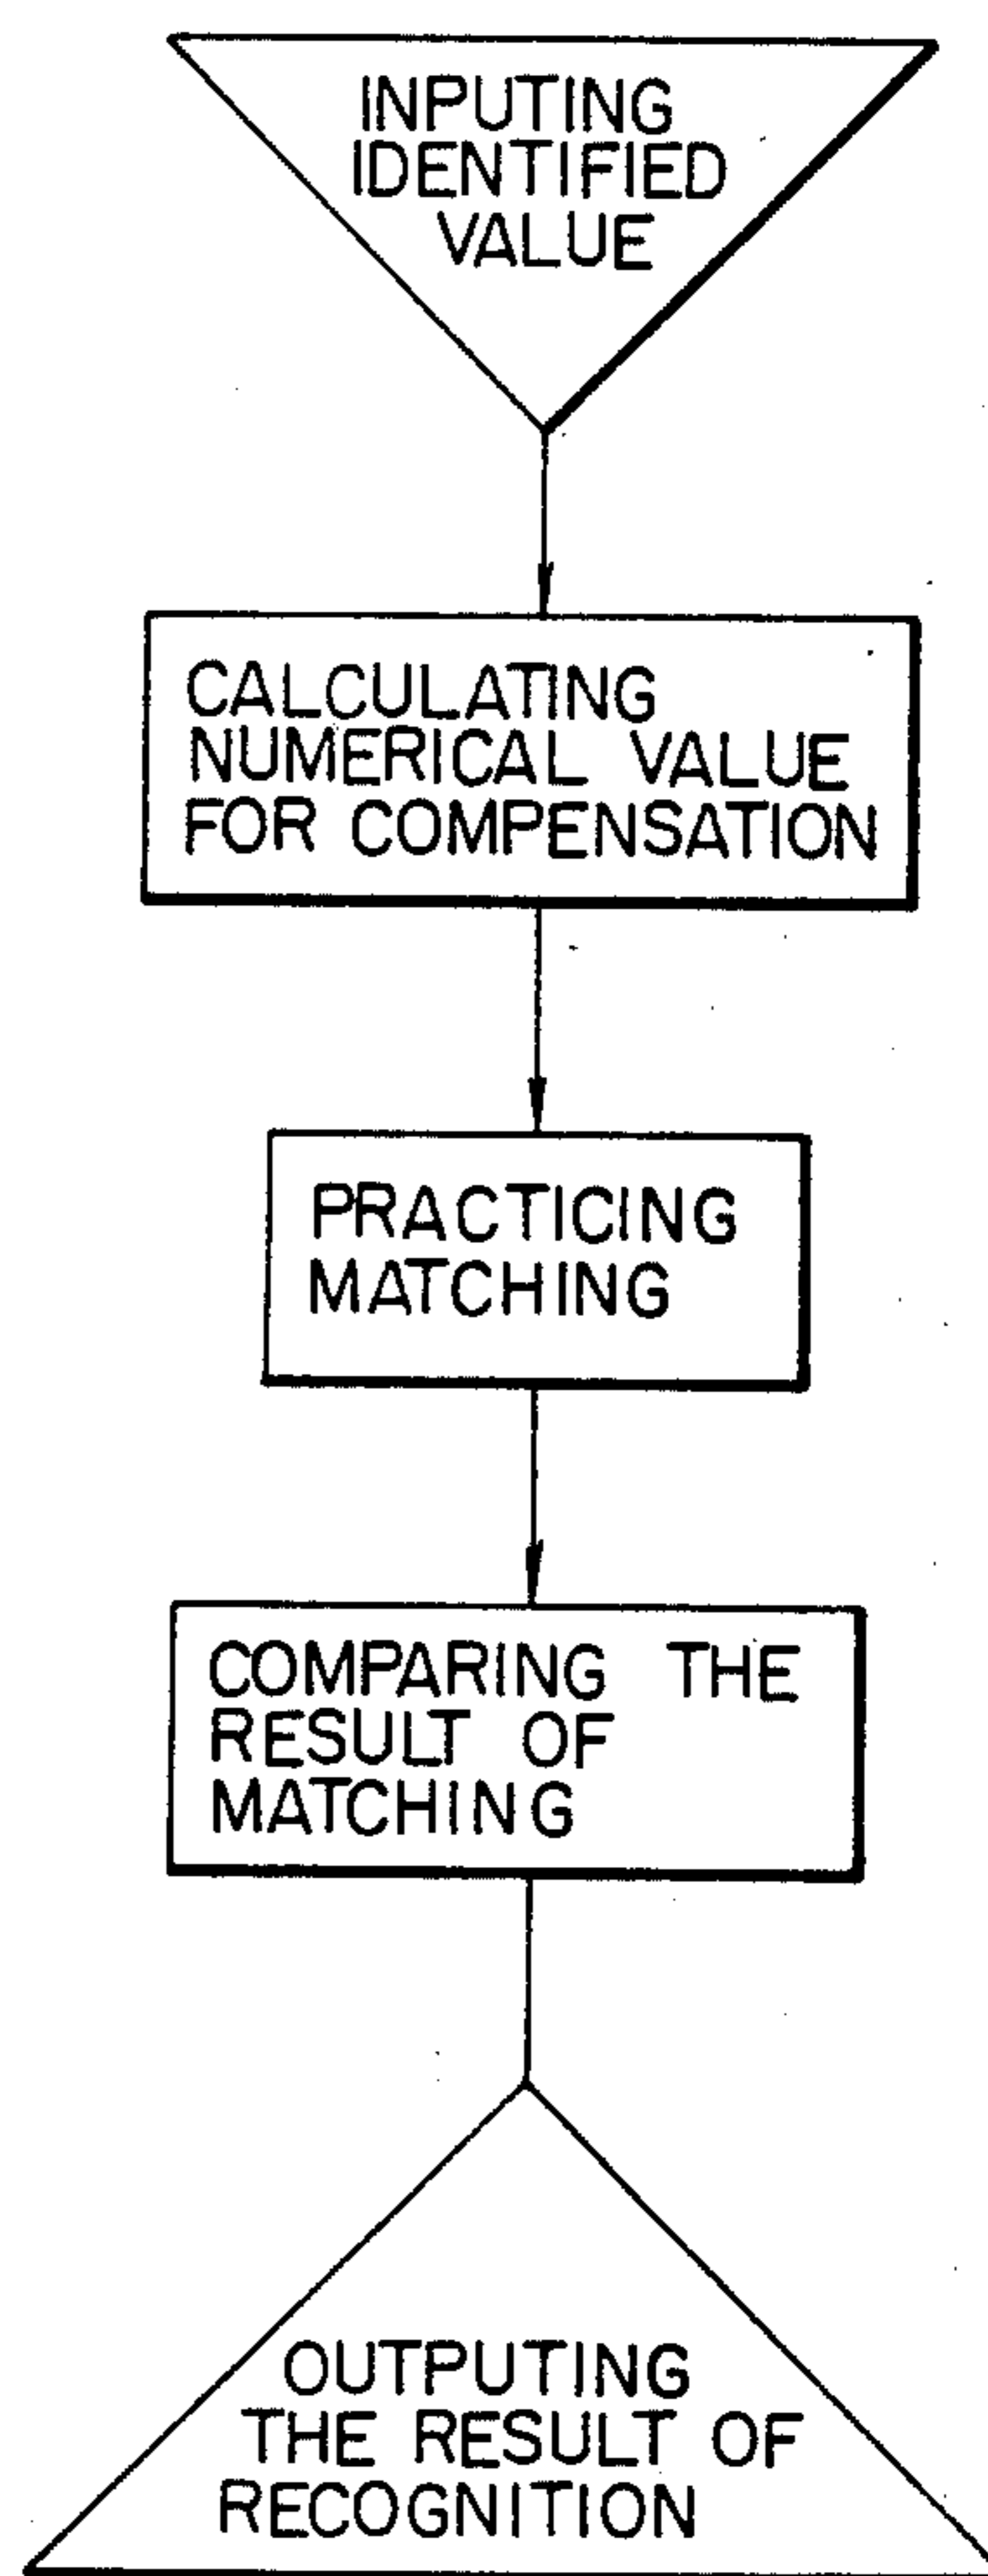 INPUTING
IDENTIFIED
VALUE
CALCULATING
NUMERICAL VALUE
FOR COMPENSATION
PRACTICING
MATCHING
COMPARING THE
RESULT OF
MATCHING
OUTPUTING
THE RESULT OF
RECOGNITION